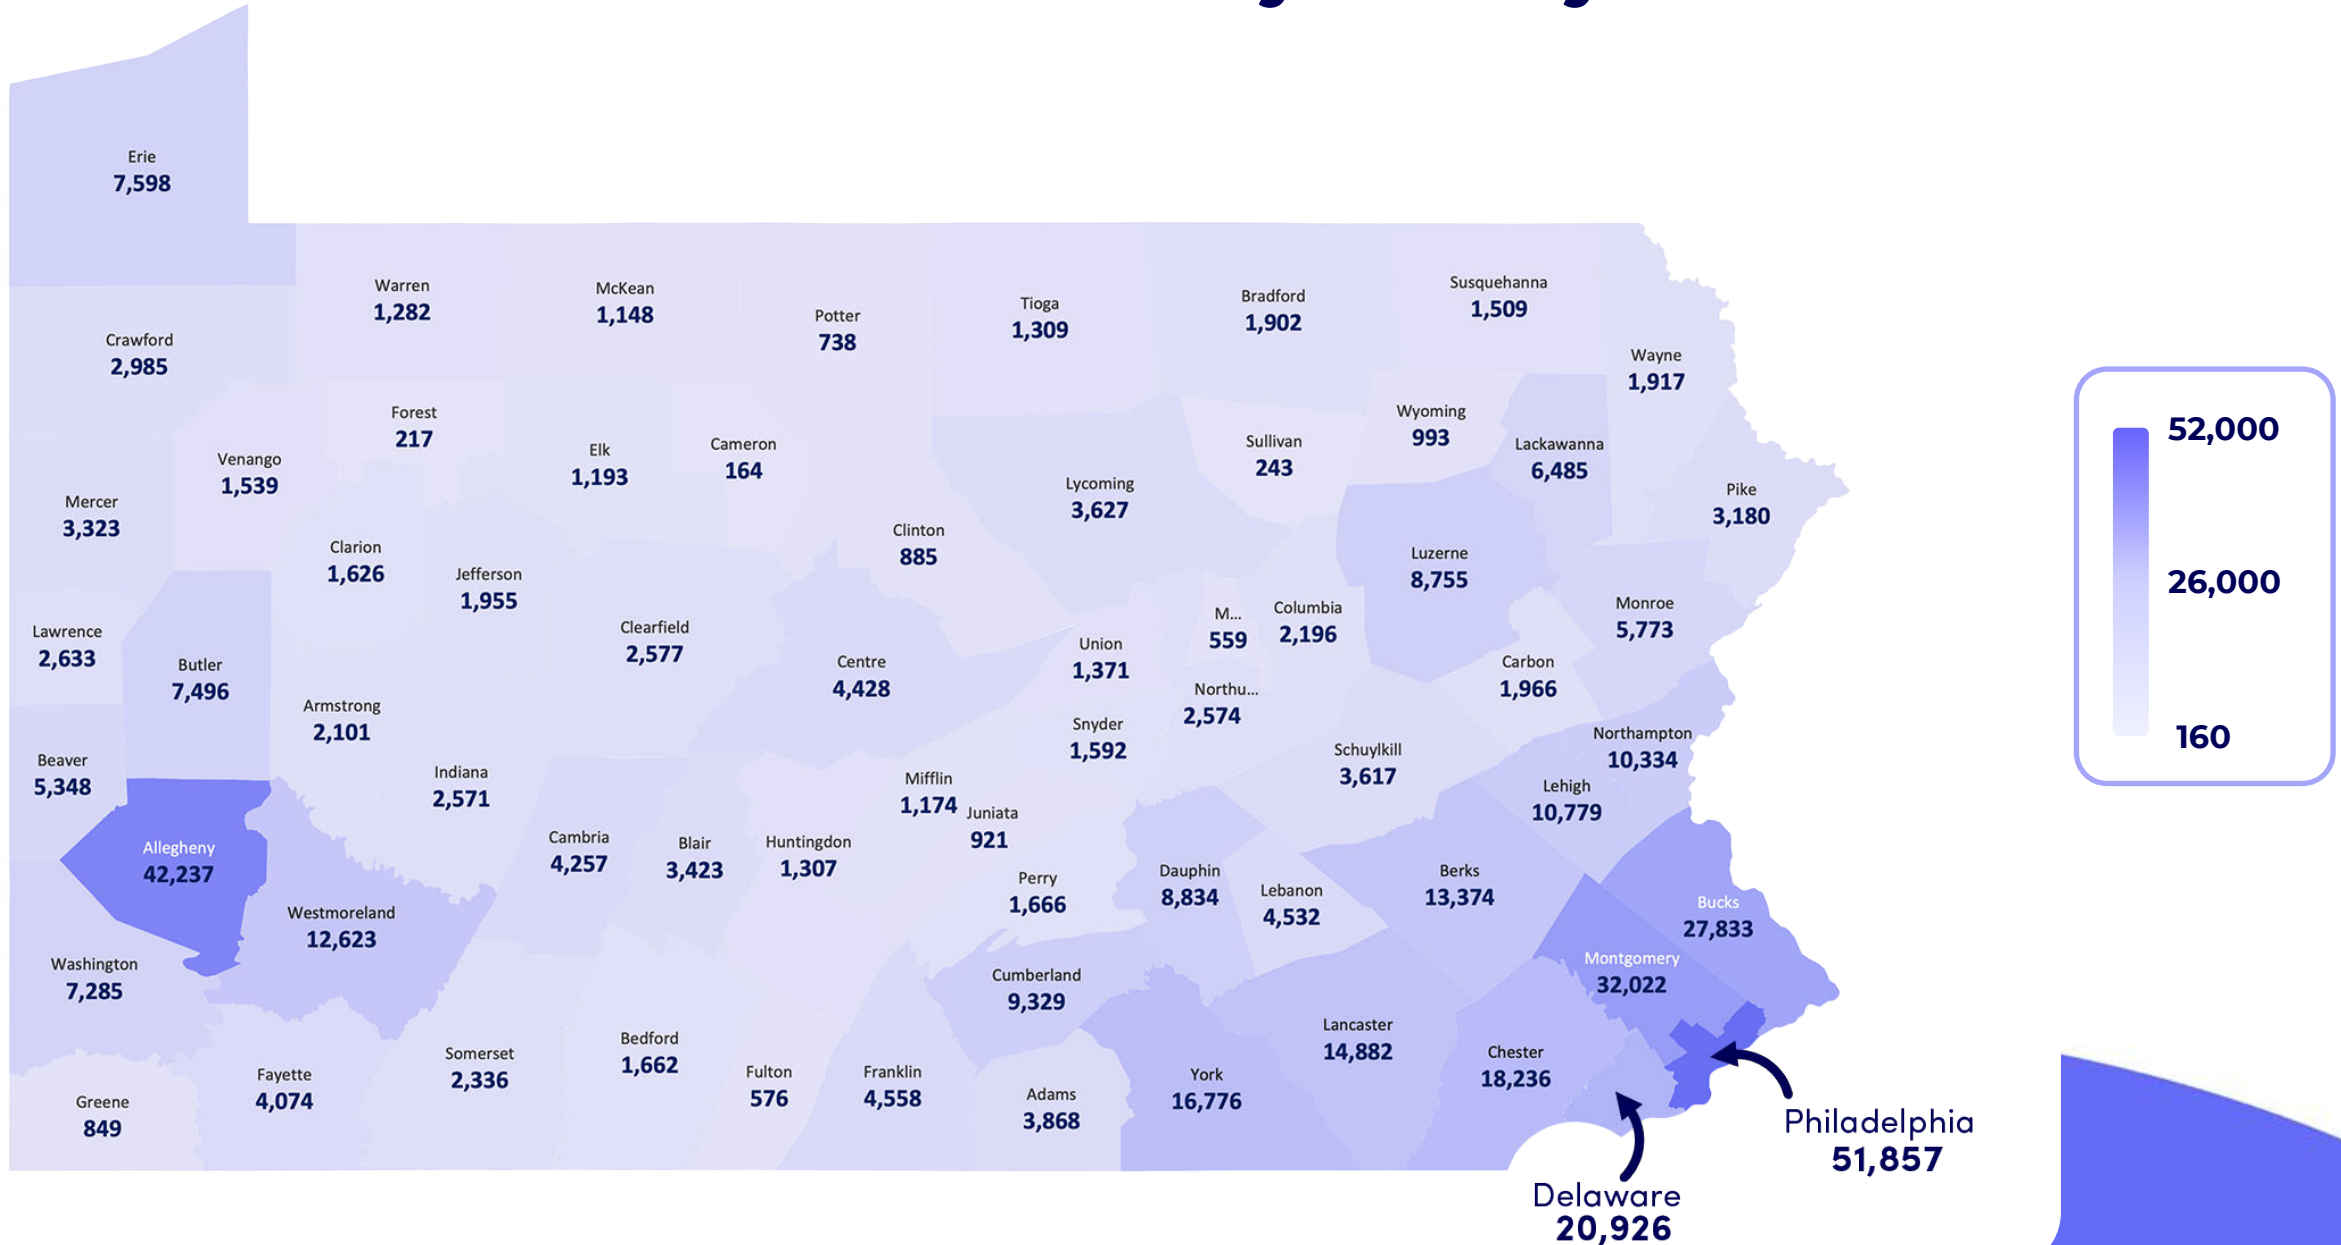 Erie
7,598
Warren
1,282
McKean
1,148
Potter
738
Tioga
1,309
Bradford
1,902
Susquehanna
1,509
Wayne
1,917
Crawford
2,985
Forest
217
Venango
1,539
Elk
1,193
Cameron
164
Lycoming
3,627
Sullivan
243
Wyoming
993
Lackawanna
6,485
Pike
3,180
Mercer
3,323
Clarion
1,626
Jefferson
1,955
Clinton
885
Luzerne
8,755
Monroe
5,773
Lawrence
2,633
Butler
7,496
Clearfield
2,577
Centre
4,428
Union
1,371
M...
559
Columbia
2,196
Carbon
1,966
Armstrong
2,101
Northu...
2,574
Snyder
1,592
Schuylkill
3,617
Northampton
10,334
Beaver
5,348
Indiana
2,571
Mifflin
1,174
Juniata
921
Lehigh
10,779
Allegheny
42,237
Cambria
4,257
Blair
3,423
Huntingdon
1,307
Perry
1,666
Dauphin
8,834
Lebanon
4,532
Berks
13,374
Bucks
27,833
Westmoreland
12,623
Washington
7,285
Cumberland
9,329
Montgomery
32,022
Greene
849
Fayette
4,074
Somerset
2,336
Bedford
1,662
Fulton
576
Franklin
4,558
Adams
3,868
York
16,776
Lancaster
14,882
Chester
18,236
Philadelphia
51,857
Delaware
20,926
52,000
26,000
160